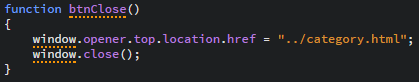 function btnClose()
{
    window.opener.top.location.href = "../category.html";
    window.close();
}